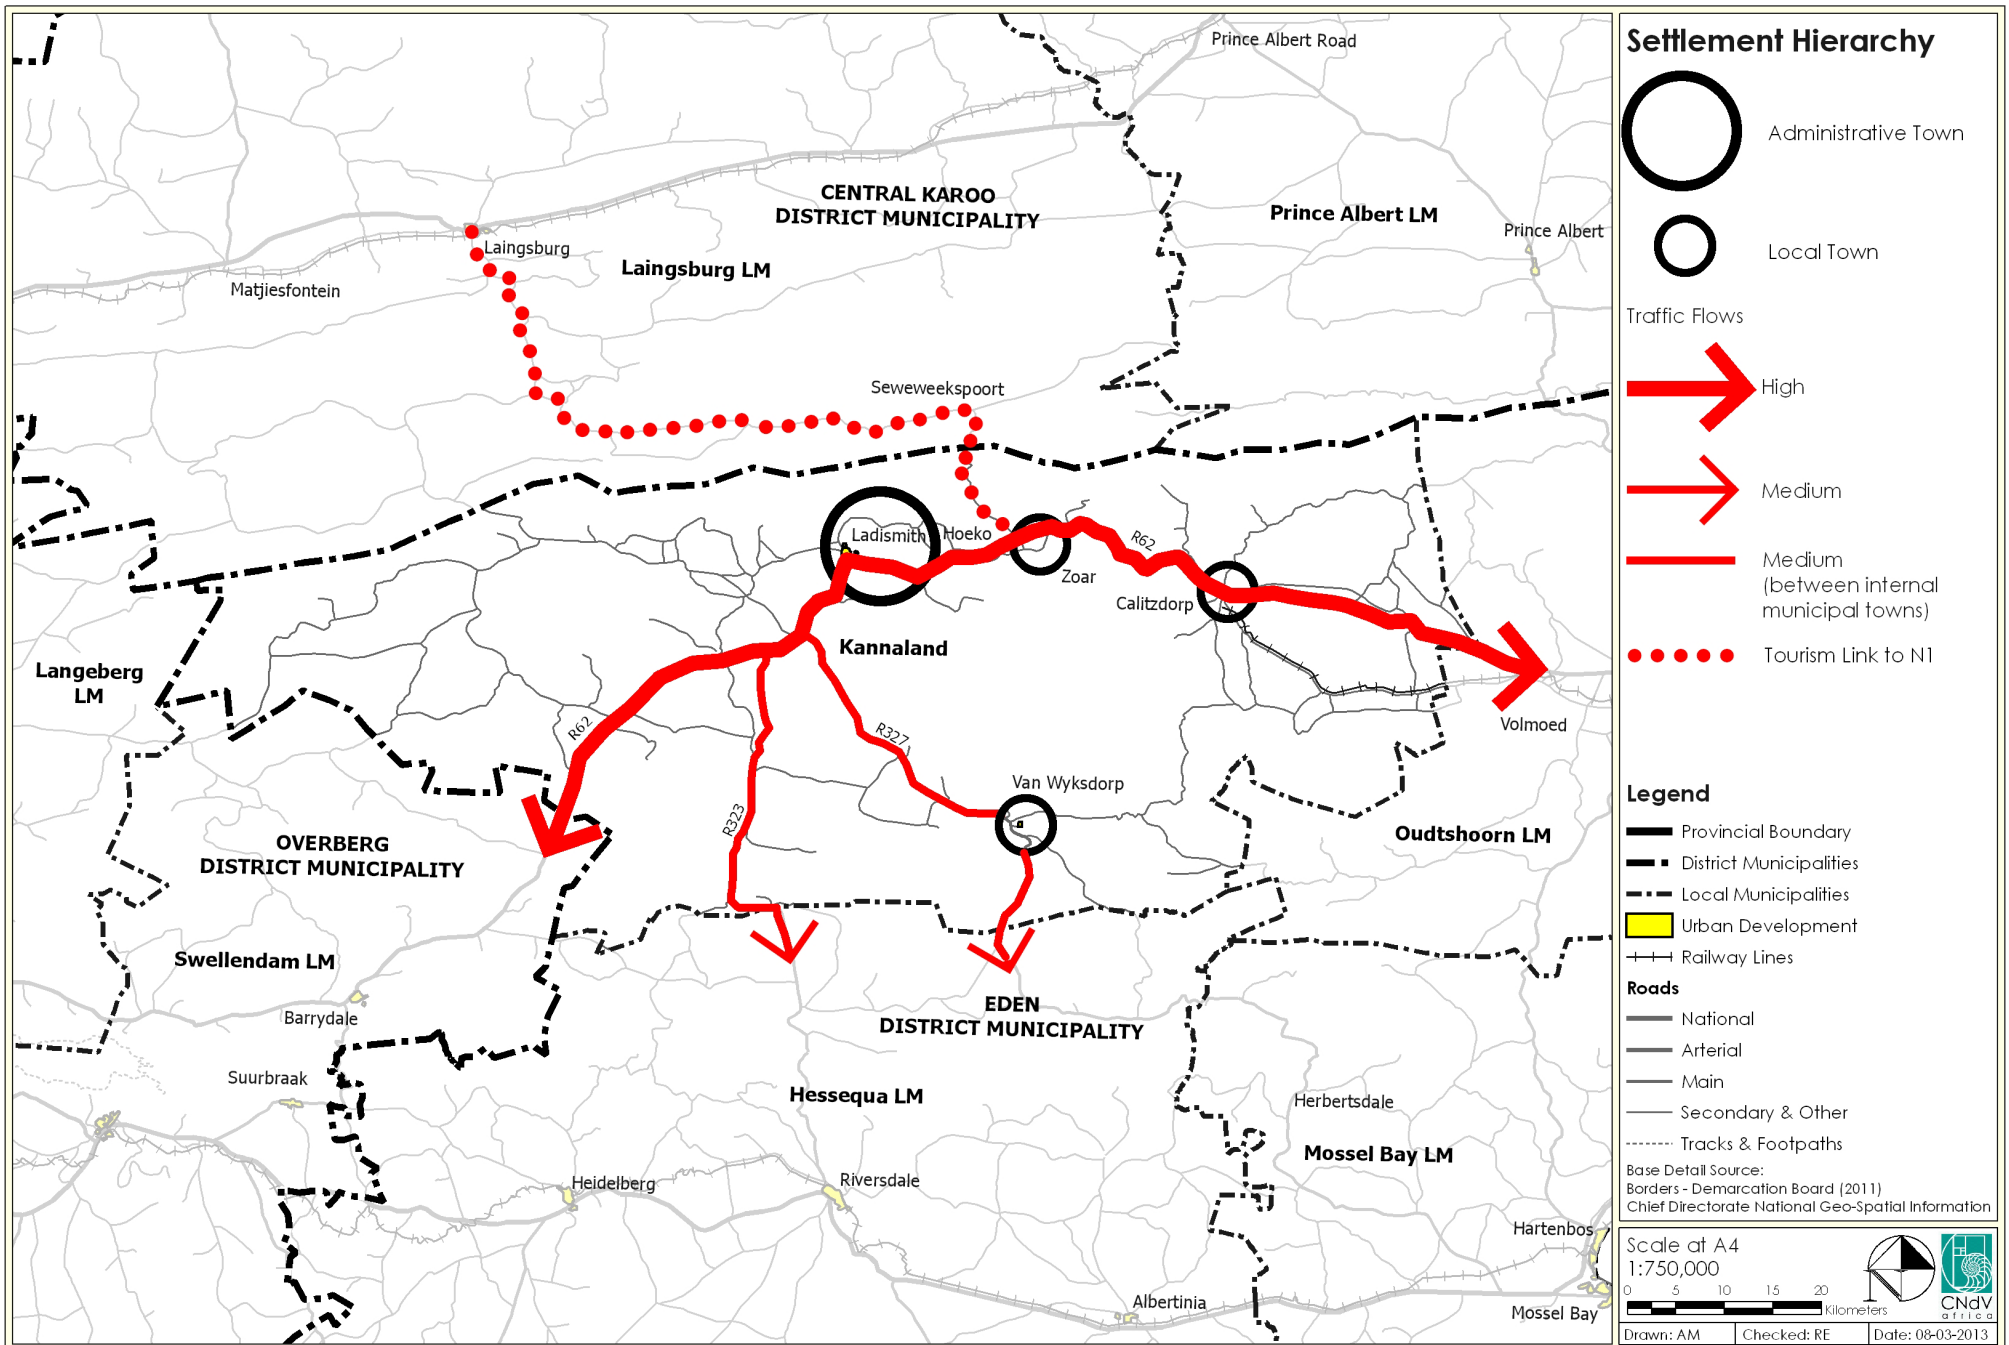 Prince Albert Road
CENTRAL KAROO
DISTRICT MUNICIPALITY
Prince Albert LM
Prince Albert
Laingsburg
Laingsburg LM
Matjiesfontein
Seweweekspoort
Ladismith
Hoeko
R62
Zoar
Calitzdorp
Kannaland
Langeberg
LM
R62
R327
Volmoed
Van Wyksdorp
R323
OVERBERG
DISTRICT MUNICIPALITY
Oudtshoorn LM
Swellendam LM
EDEN
DISTRICT MUNICIPALITY
Barrydale
Suurbraak
Hessequa LM
Herbertsdale
Mossel Bay LM
Heidelberg
Riversdale
Hartenbos
Albertinia
Mossel Bay
Settlement Hierarchy
Administrative Town
Local Town
Traffic Flows
High
Medium
Medium
(between internal
municipal towns)
Tourism Link to N1
Legend
Provincial Boundary
District Municipalities
Local Municipalities
Urban Development
Railway Lines
Roads
National
Arterial
Main
Secondary & Other
Tracks & Footpaths
Base Detail Source:
Borders - Demarcation Board (2011)
Chief Directorate National Geo-Spatial Information
Scale at A4
1:750,000
0 5 10 15 20
Kilometers
CNdV
africa
Drawn: AM
Checked: RE
Date: 08-03-2013